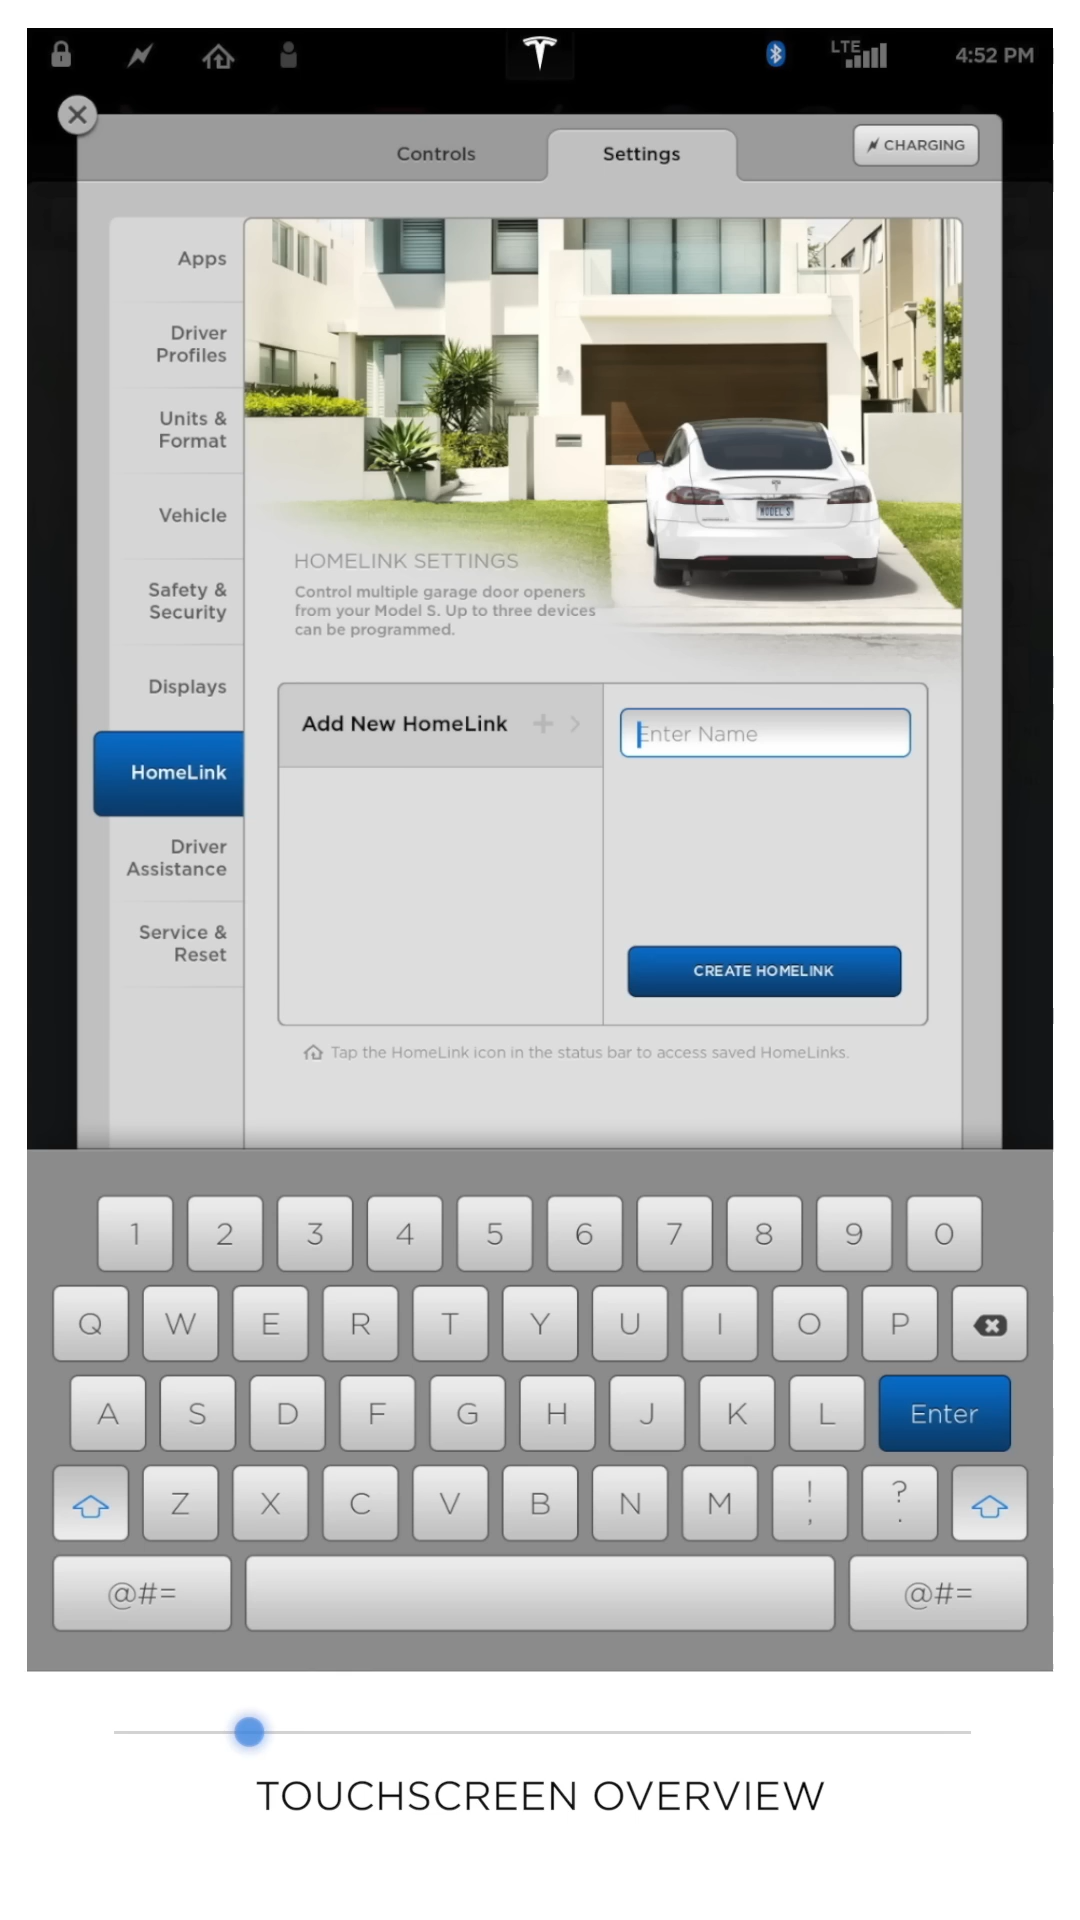 LTE
4:52 PM
Controls
Settings
CHARGING
Apps
Driver
Profiles
Units &
Format
Vehicle
Safety &
Security
Displays
HomeLink
Driver
Assistance
Service &
Reset
MODEL S
HOMELINK SETTINGS
Control multiple garage door openers
from your Model S. Up to three devices
can be programmed.
Add New HomeLink
Enter Name
CREATE HOMELINK
Tap the HomeLink icon in the status bar to access saved HomeLinks.
1 2 3 4 5 6 7 8 9 0
Q W E R T Y U I O P
A S D F G H J K L Enter
Z X C V B N M ! , ? .
@#= @#=
TOUCHSCREEN OVERVIEW